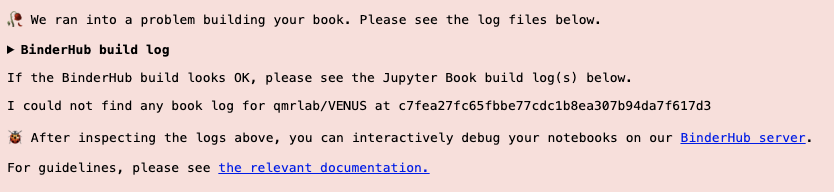 🥀 We ran into a problem building your book. Please see the log files below.
▶ BinderHub build log
If the BinderHub build looks OK, please see the Jupyter Book build log(s) below.
I could not find any book log for qmrlab/VENUS at c7fea27fc65fbbe77cdc1b8ea307b94da7f617d3
🐞 After inspecting the logs above, you can interactively debug your notebooks on our BinderHub server.
For guidelines, please see the relevant documentation.